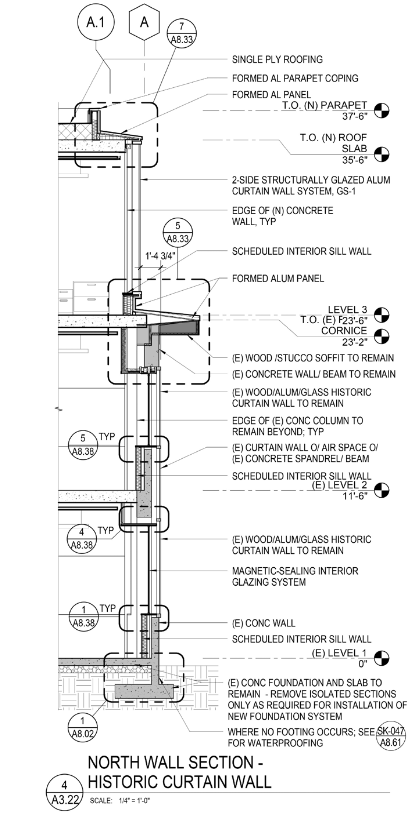 A.1
A
7
A8.33
SINGLE PLY ROOFING
FORMED AL PARAPET COPING
FORMED AL PANEL
T.O. (N) PARAPET
37'-6"
T.O. (N) ROOF
SLAB
35'-6"
2-SIDE STRUCTURALLY GLAZED ALUM
CURTAIN WALL SYSTEM, GS-1
EDGE OF (N) CONCRETE
WALL, TYP
5
A8.33
1'-4 3/4"
SCHEDULED INTERIOR SILL WALL
FORMED ALUM PANEL
LEVEL 3
23'-6"
T.O. (E)
CORNICE
23'-2"
(E) WOOD /STUCCO SOFFIT TO REMAIN
(E) CONCRETE WALL/ BEAM TO REMAIN
(E) WOOD/ALUM/GLASS HISTORIC
CURTAIN WALL TO REMAIN
EDGE OF (E) CONC COLUMN TO
REMAIN BEYOND; TYP
5
A8.38
TYP
(E) CURTAIN WALL O/ AIR SPACE O/
(E) CONCRETE SPANDREL/ BEAM
SCHEDULED INTERIOR SILL WALL
(E) LEVEL 2
11'-6"
4
A8.38
TYP
(E) WOOD/ALUM/GLASS HISTORIC
CURTAIN WALL TO REMAIN
MAGNETIC-SEALING INTERIOR
GLAZING SYSTEM
1
A8.38
TYP
(E) CONC WALL
SCHEDULED INTERIOR SILL WALL
(E) LEVEL 1
0"
(E) CONC FOUNDATION AND SLAB TO
REMAIN - REMOVE ISOLATED SECTIONS
ONLY AS REQUIRED FOR INSTALLATION OF
NEW FOUNDATION SYSTEM
1
A8.02
WHERE NO FOOTING OCCURS; SEE SK-047
FOR WATERPROOFING
A8.61
NORTH WALL SECTION -
HISTORIC CURTAIN WALL
4
A3.22
SCALE: 1/4" = 1'-0"